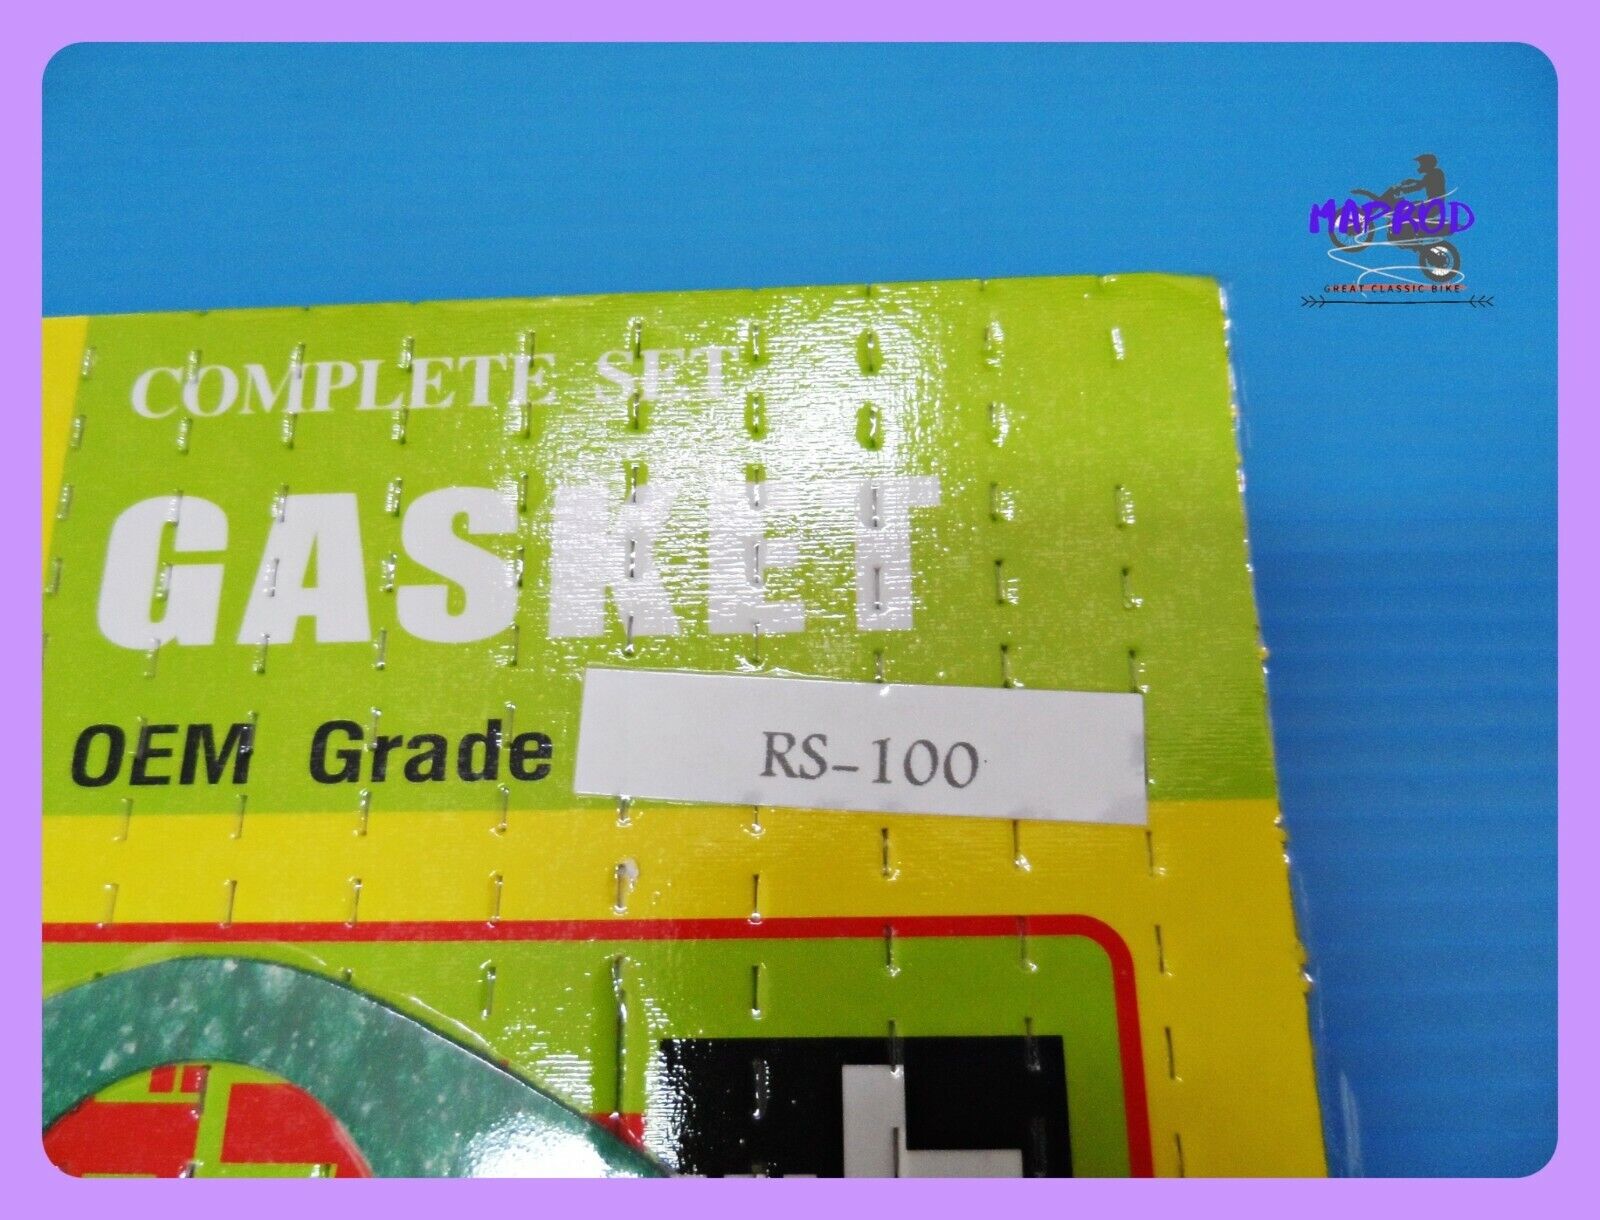 MAPROD
GREAT CLASSIC BIKE
COMPLETE SET
GASKET
OEM Grade
RS-100